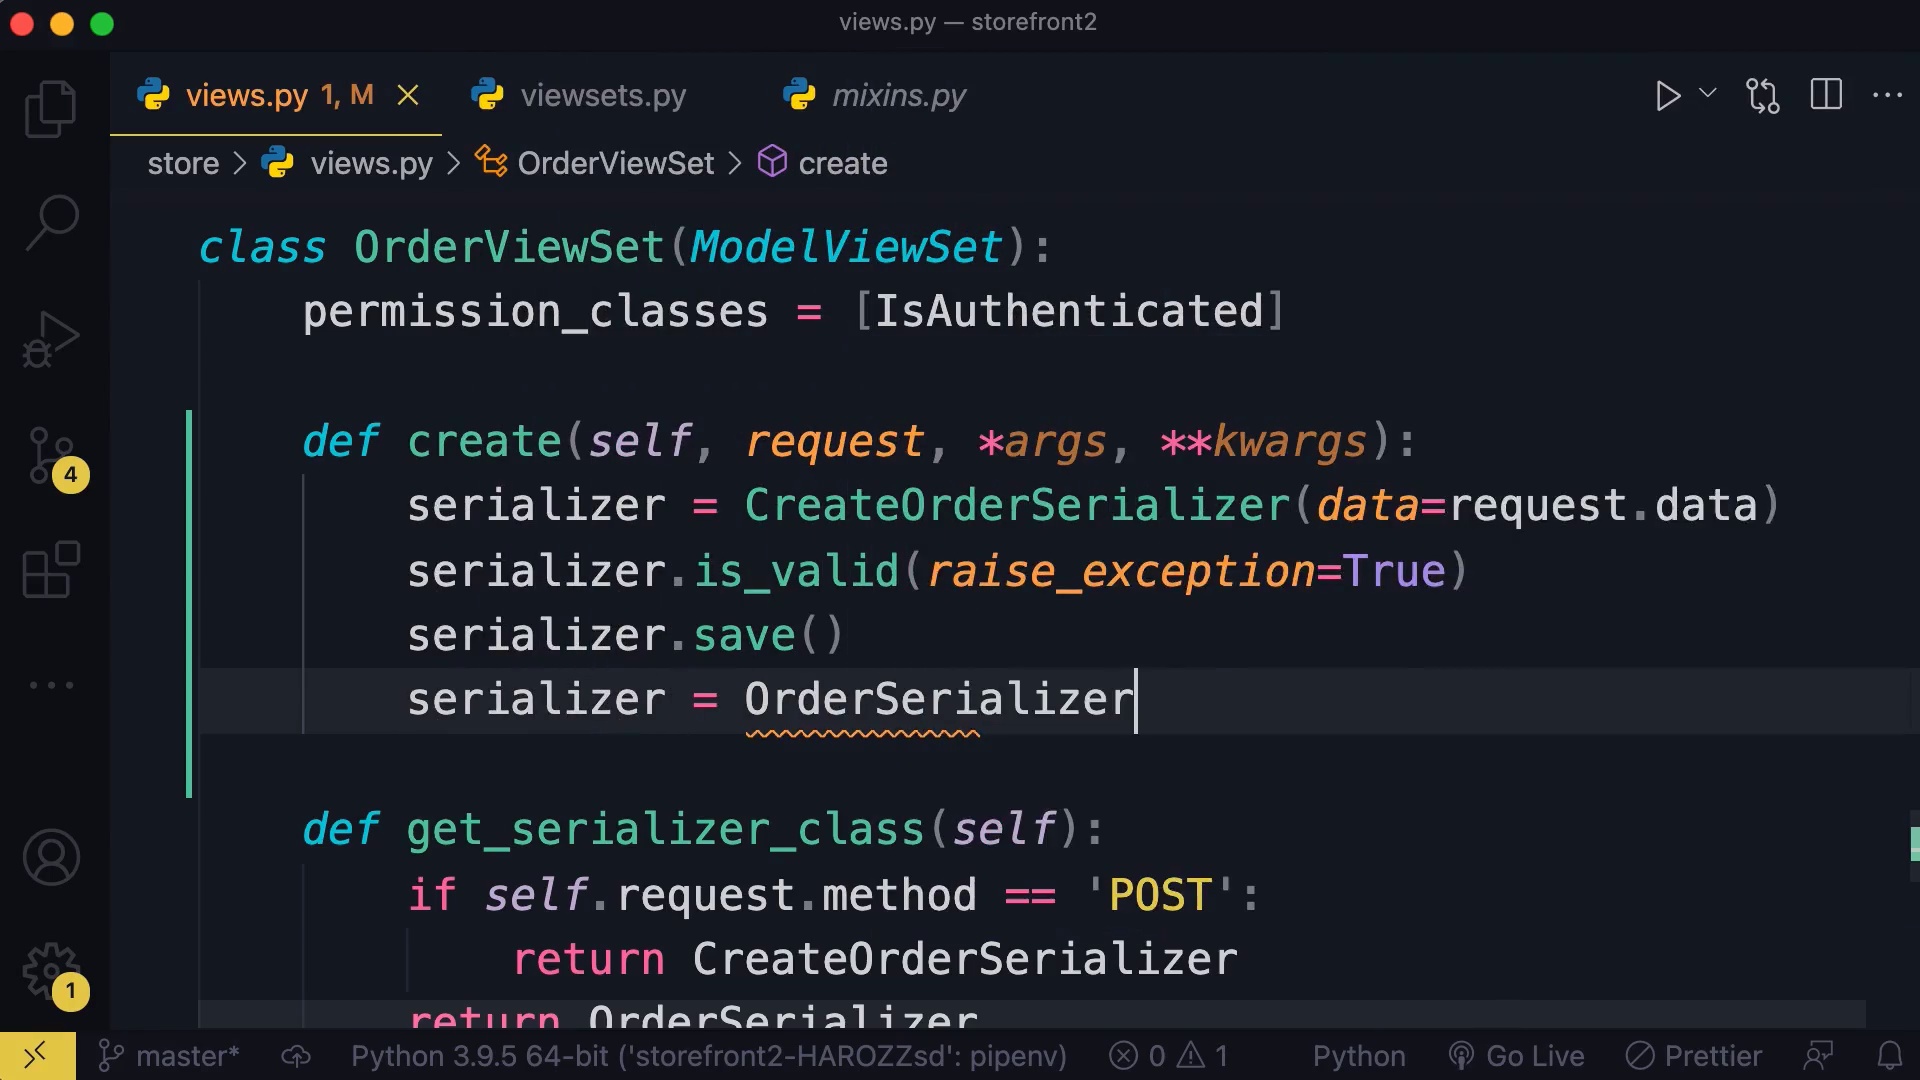 views.py — storefront2
views.py 1, M
viewsets.py
mixins.py
store > views.py > OrderViewSet > create
class OrderViewSet(ModelViewSet):
permission_classes = [IsAuthenticated]
def create(self, request, *args, **kwargs):
serializer = CreateOrderSerializer(data=request.data)
serializer.is_valid(raise_exception=True)
serializer.save()
serializer = OrderSerializer
def get_serializer_class(self):
if self.request.method == 'POST':
return CreateOrderSerializer
return OrderSerializer
4
1
master* Python 3.9.5 64-bit ('storefront2-HAROZZsd': pipenv) 0 1 Python Go Live Prettier